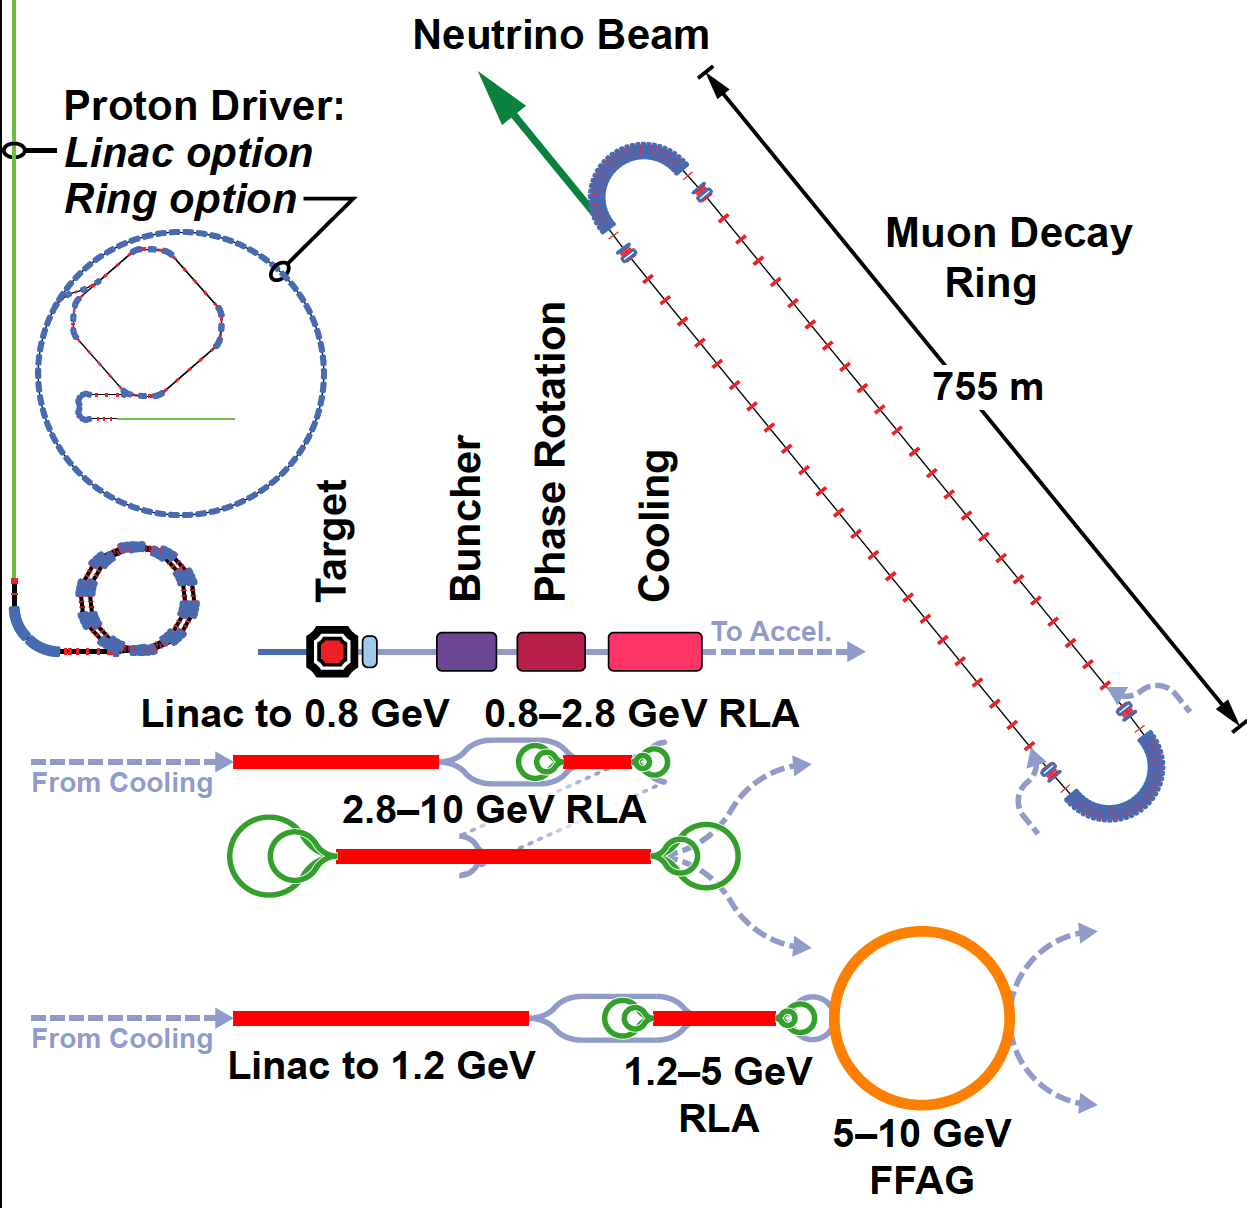 Neutrino Beam
Proton Driver:
Linac option
Ring option
Muon Decay
Ring
755 m
Target
Buncher
Phase Rotation
Cooling
To Accel.
Linac to 0.8 GeV
0.8–2.8 GeV RLA
From Cooling
2.8–10 GeV RLA
From Cooling
Linac to 1.2 GeV
1.2–5 GeV
RLA
5–10 GeV
FFAG